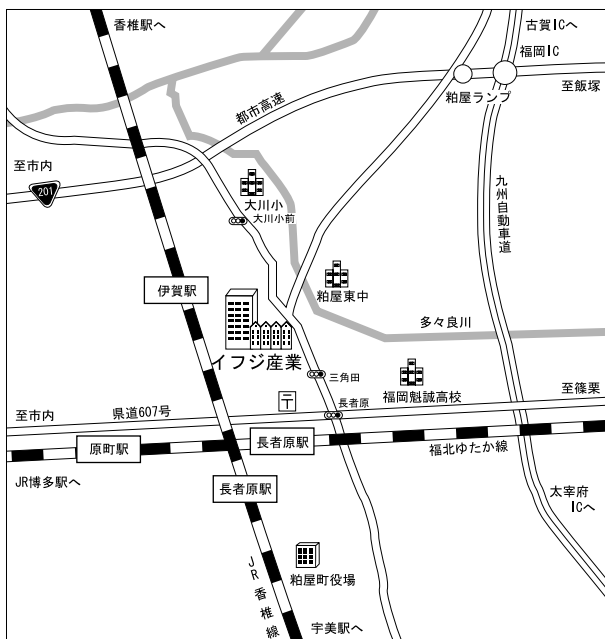 香椎駅へ
古賀ICへ
福岡IC
粕屋ランプ
至飯塚
都市高速
至市内
201
大川小
大川小前
九州自動車道
伊賀駅
粕屋東中
多々良川
イフジ産業
三角田
福岡魁誠高校
至篠栗
〒
長者原
至市内
県道607号
原町駅
長者原駅
福北ゆたか線
JR博多駅へ
長者原駅
太宰府
ICへ
粕屋町役場
JR香椎線
宇美駅へ